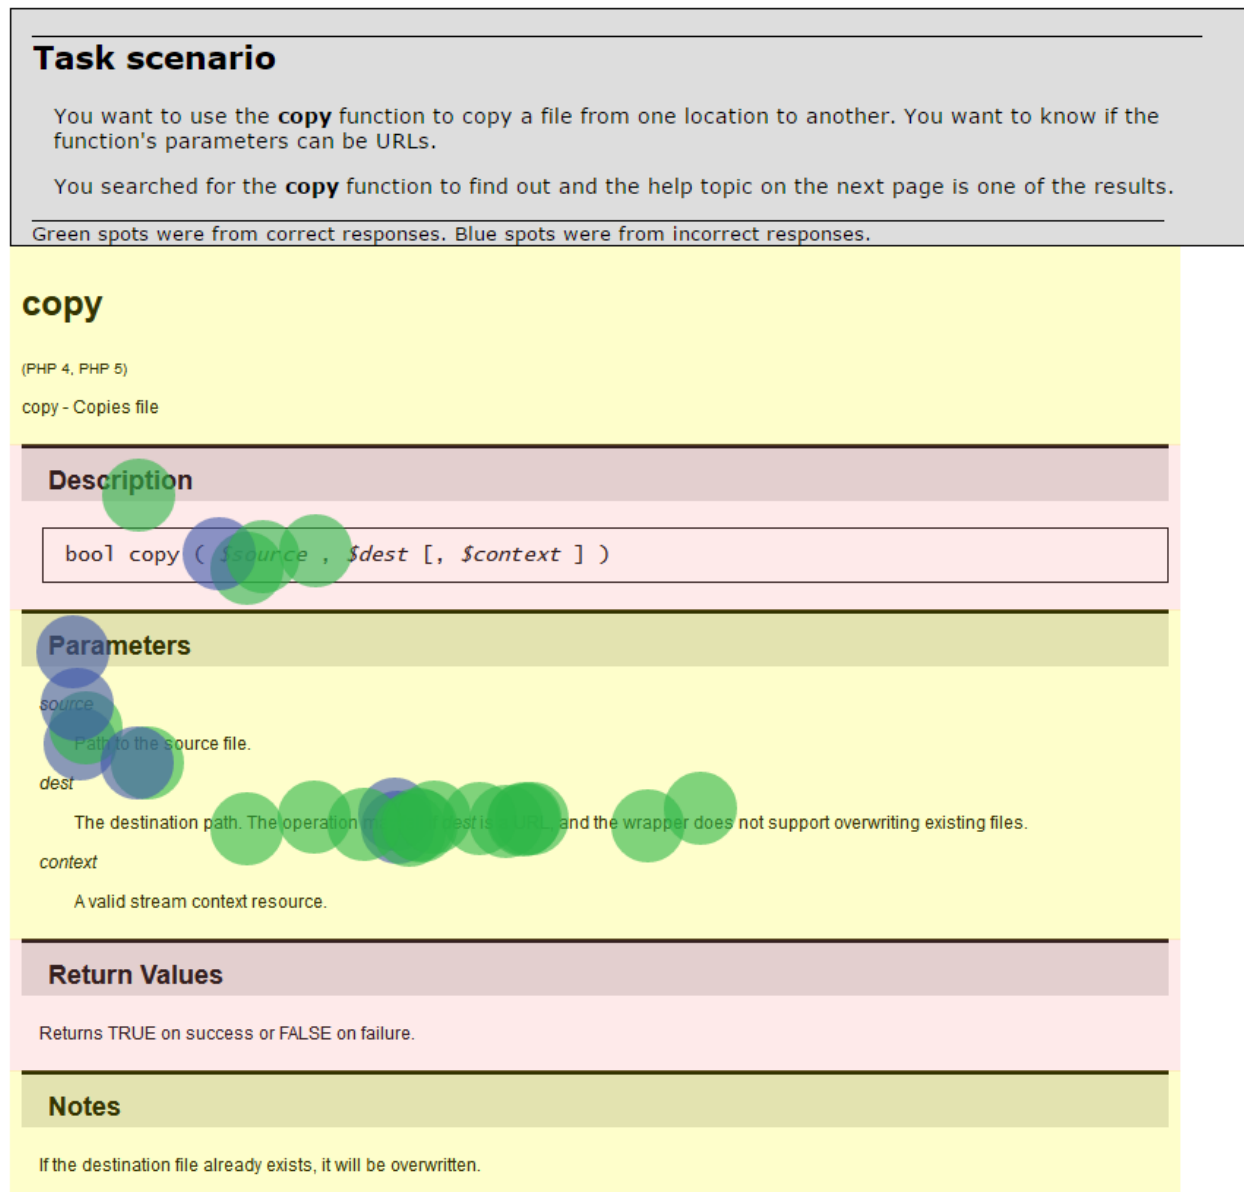 Task scenario
You want to use the copy function to copy a file from one location to another. You want to know if the
function's parameters can be URLs.
You searched for the copy function to find out and the help topic on the next page is one of the results.
Green spots were from correct responses. Blue spots were from incorrect responses.
copy
(PHP 4, PHP 5)
copy - Copies file
Description
bool copy ( $source , $dest [, $context ] )
Parameters
source
Path to the source file.
dest
The destination path. The operation dest is URL, and the wrapper does not support overwriting existing files.
context
A valid stream context resource.
Return Values
Returns TRUE on success or FALSE on failure.
Notes
If the destination file already exists, it will be overwritten.